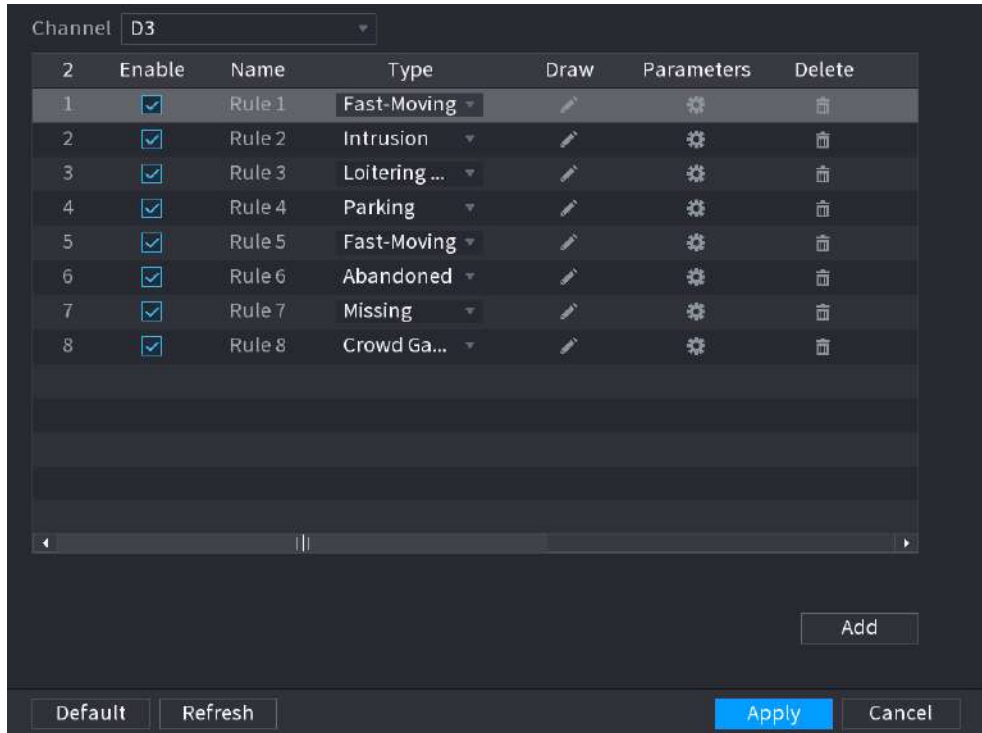 Channel D3
2 Enable Name Type Draw Parameters Delete
1 Rule 1 Fast-Moving
2 Rule 2 Intrusion
3 Rule 3 Loitering ...
4 Rule 4 Parking
5 Rule 5 Fast-Moving
6 Rule 6 Abandoned
7 Rule 7 Missing
8 Rule 8 Crowd Ga...
Add
Default Refresh Apply Cancel